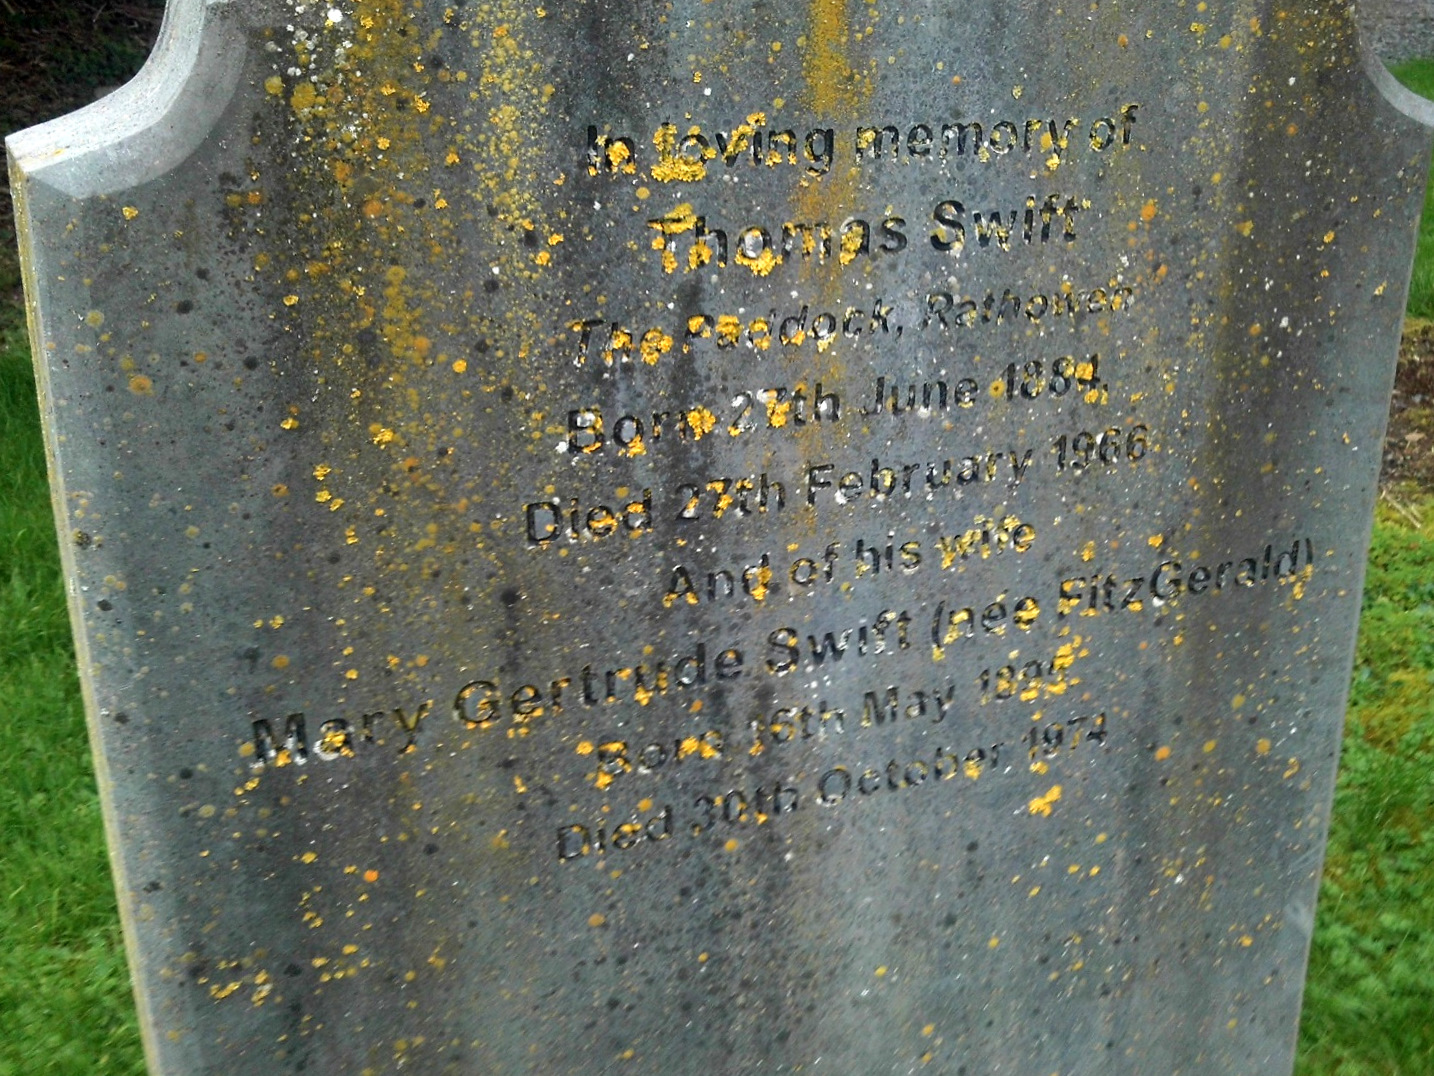 In loving memory of
Thomas Swift
The Paddock, Rathowen
Born 27th June 1884,
Died 27th February 1966
And of his wife
Mary Gertrude Swift (née FitzGerald)
Born 16th May
Died 30th October 1974